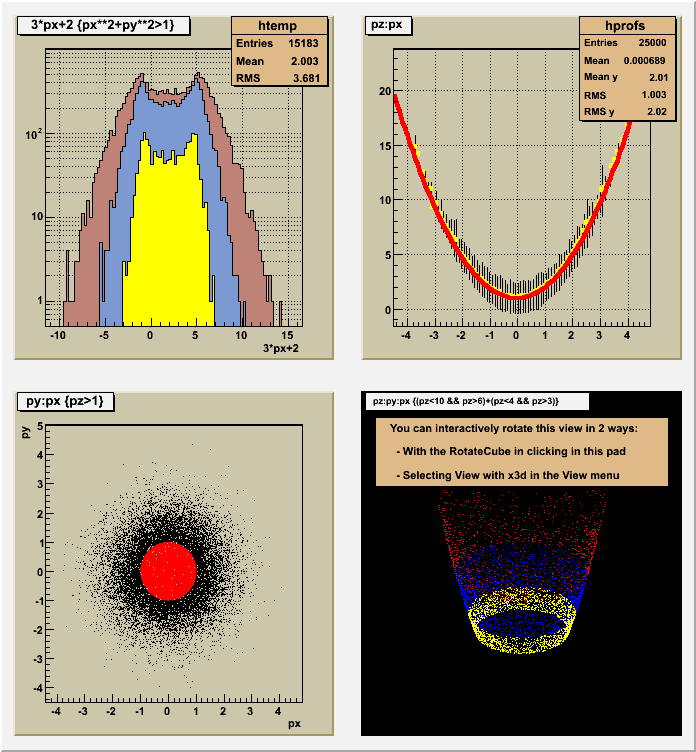 3*px+2 {px**2+py**2>1}
htemp
Entries 15183
Mean 2.003
RMS 3.681
10²
10
1
-10 -5 0 5 10 15
3*px+2
pz:px
hprofs
Entries 25000
Mean 0.000689
Mean y 2.01
RMS 1.003
RMS y 2.02
20
15
10
5
0
-4 -3 -2 -1 0 1 2 3 4
py:px {pz>1}
py
5
4
3
2
1
0
-1
-2
-3
-4
-4 -3 -2 -1 0 1 2 3 4
px
pz:py:px {(pz<10 && pz>6)+(pz<4 && pz>3)}
You can interactively rotate this view in 2 ways:
- With the RotateCube in clicking in this pad
- Selecting View with x3d in the View menu